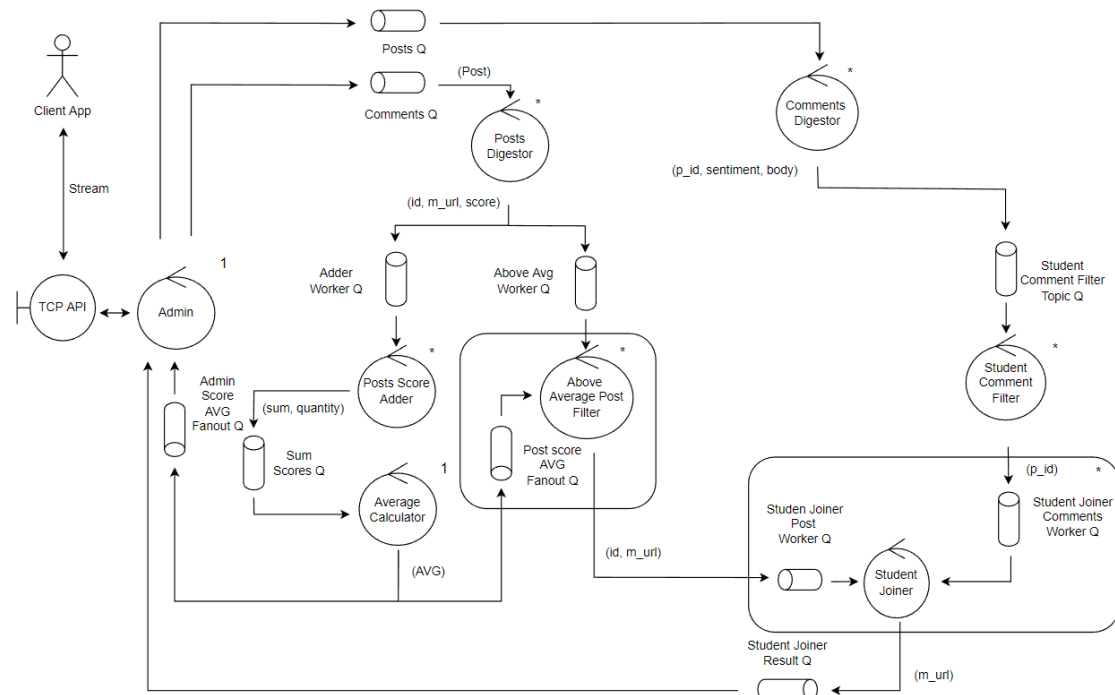 Posts Q
(Post)
Comments Q
*
Posts
Digestor
*
Comments
Digestor
Client App
Stream
(p_id, sentiment, body)
(id, m_url, score)
TCP API
1
Admin
Adder
Worker Q
Above Avg
Worker Q
Student
Comment Filter
Topic Q
*
Posts Score
Adder
*
Above
Average Post
Filter
*
Student
Comment
Filter
Admin
Score
AVG
Fanout Q
(sum, quantity)
Sum
Scores Q
Post score
AVG
Fanout Q
1
Average
Calculator
(AVG)
(id, m_url)
(p_id)
*
Studen Joiner
Post
Worker Q
Student Joiner
Comments
Worker Q
Student
Joiner
Student Joiner
Result Q
(m_url)